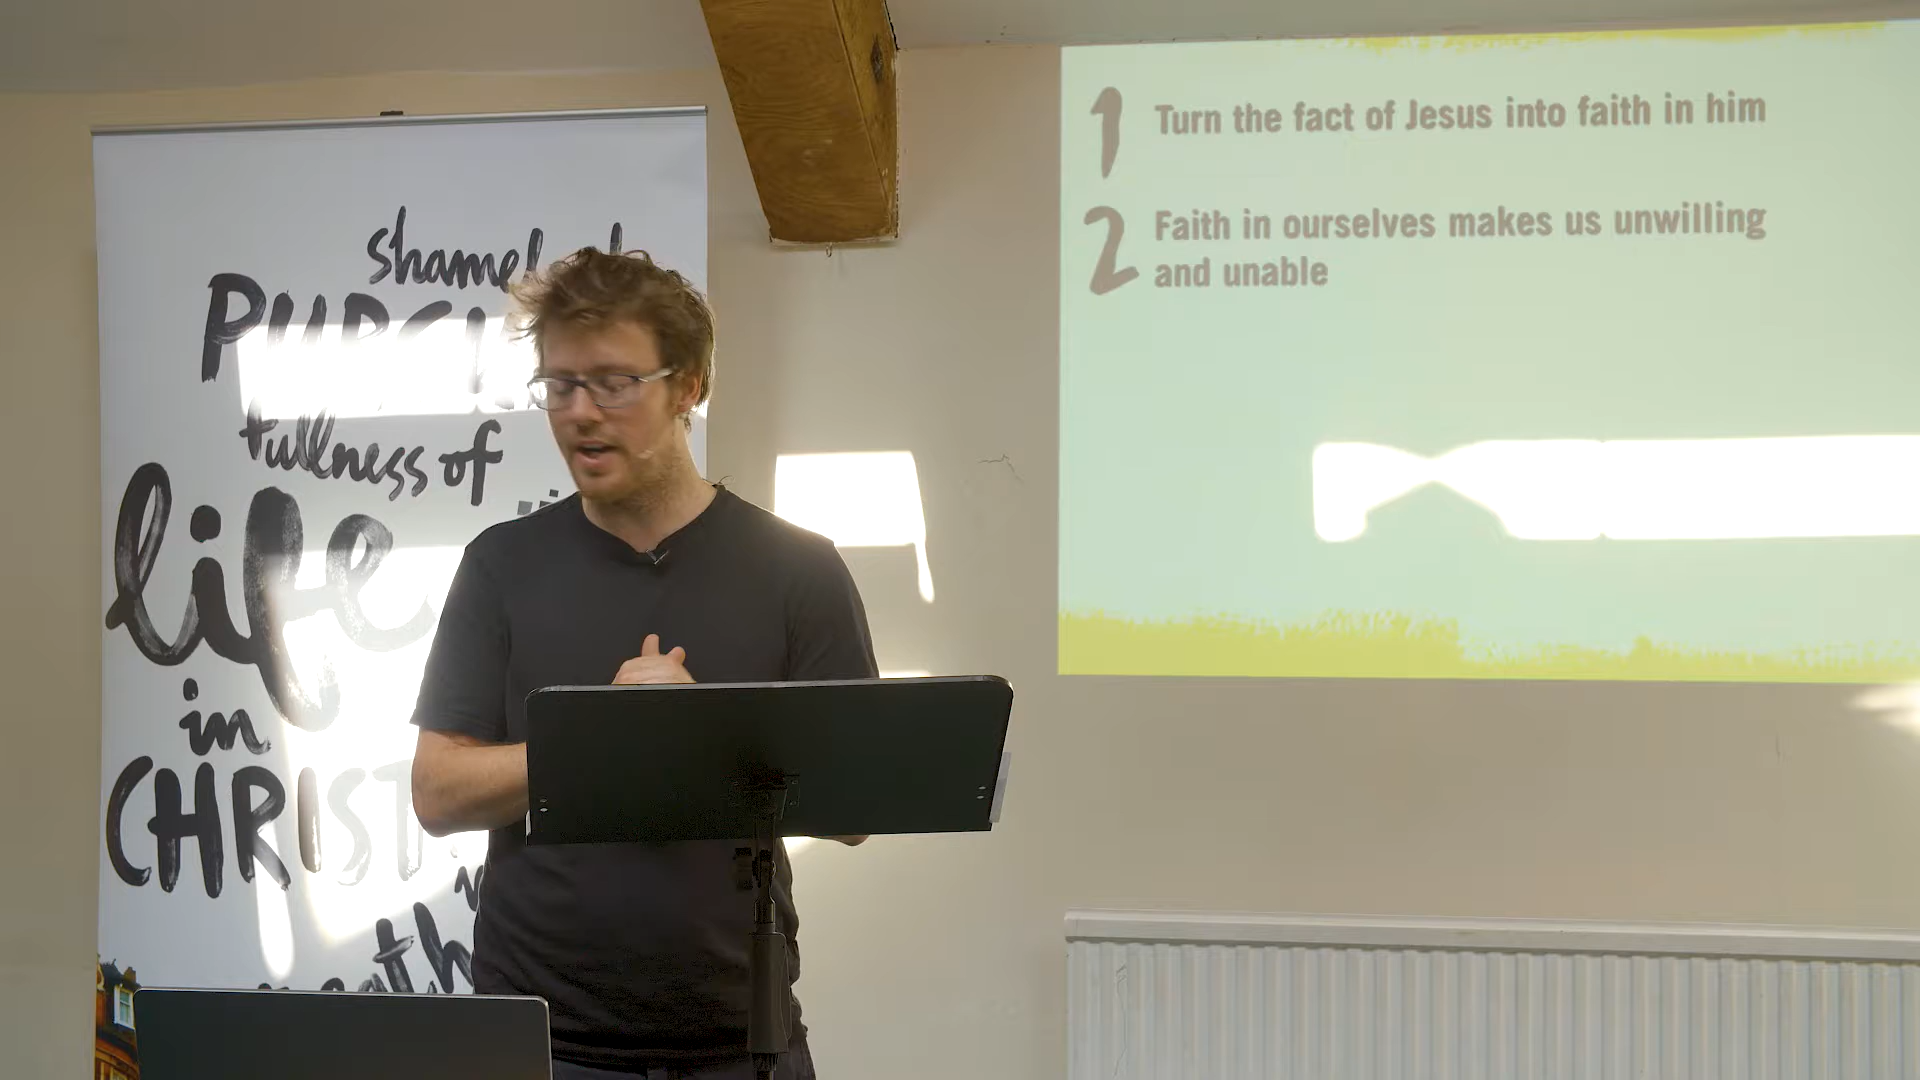 fullness of
life
in
CHRIST
1 Turn the fact of Jesus into faith in him
2 Faith in ourselves makes us unwilling
and unable